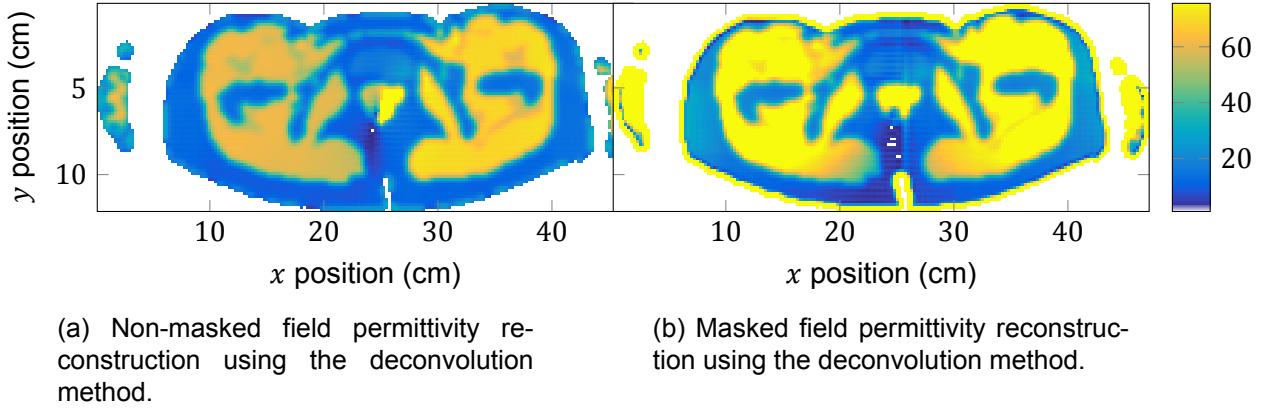 y position (cm)
5
10
10
20
30
40
x position (cm)
10
20
30
40
x position (cm)
60
40
20
(a) Non-masked field permittivity re-
construction using the deconvolution
method.
(b) Masked field permittivity reconstruc-
tion using the deconvolution method.